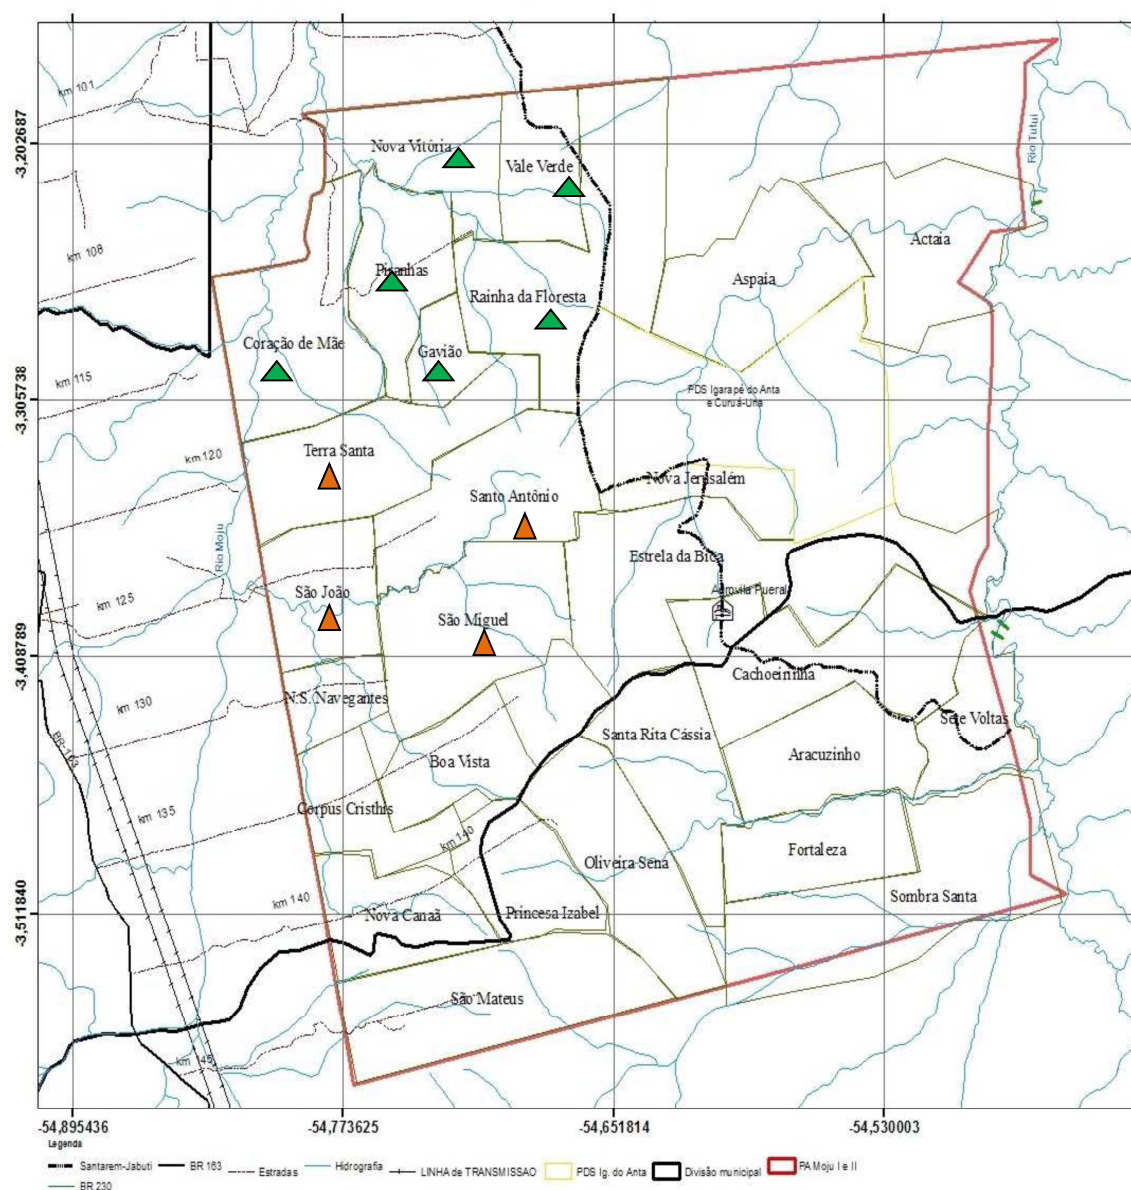 km 101
-3,202687
Nova Vitória
Vale Verde
Rio Tutuí
km 108
Actaia
Piranhas
Aspaia
Rainha da Floresta
Coração de Mãe
Gavião
km 115
PDS Igarapé do Anta
e Curuá-Una
-3,305738
Terra Santa
km 120
Nova Jerusalém
Santo Antônio
Rio Moju
Estrela da Bica
São João
km 125
São Miguel
-3,408789
Cachoeirinha
N.S. Navegantes
km 130
Sete Voltas
BR-163
Santa Rita Cássia
Boa Vista
Aracuzinho
km 135
Corpus Cristhis
km 140
Fortaleza
Oliveira Sena
km 140
Sombra Santa
-3,511840
Nova Canaã
Princesa Izabel
São Mateus
km 145
-54,895436 -54,773625 -54,651814 -54,530003
Legenda
Santarem-Jabuti BR 163 Estradas Hidrografia LINHA de TRANSMISSAO PDS Ig. do Anta Divisão municipal PA Moju I e II
BR 230